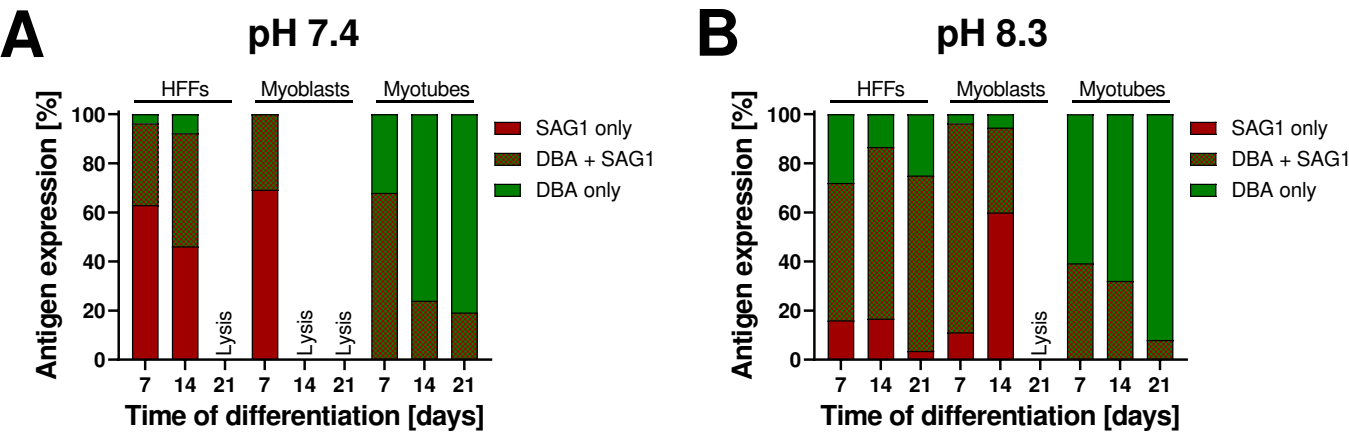 A
pH 7.4
HFFs
Myoblasts
Myotubes
Antigen expression [%]
100
80
60
40
20
0
Lysis
Lysis
Lysis
7
14
21
7
14
21
7
14
21
Time of differentiation [days]
SAG1 only
DBA + SAG1
DBA only
B
pH 8.3
HFFs
Myoblasts
Myotubes
Antigen expression [%]
100
80
60
40
20
0
Lysis
7
14
21
7
14
21
7
14
21
Time of differentiation [days]
SAG1 only
DBA + SAG1
DBA only